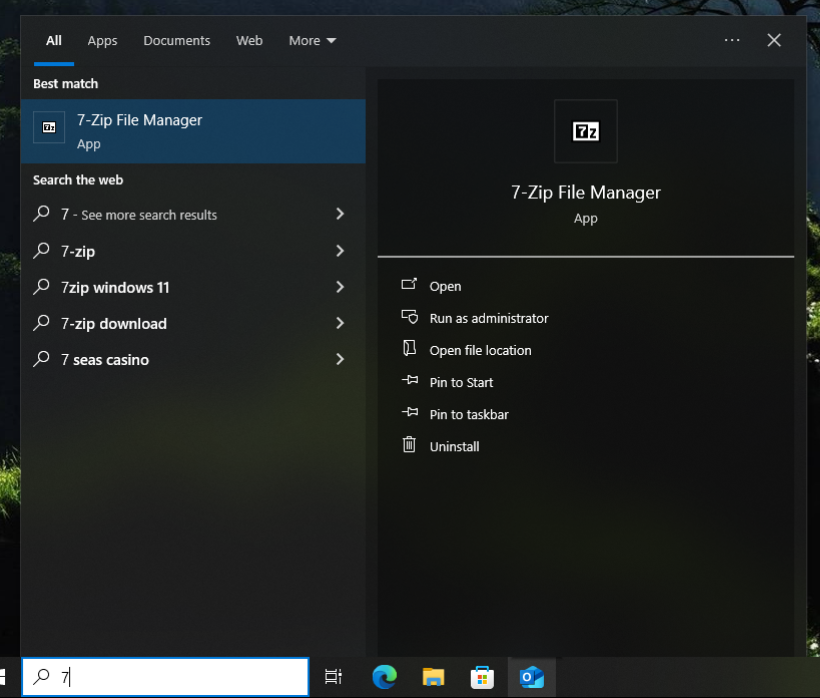 All Apps Documents Web More ...
Best match
7-Zip File Manager
App
Search the web
7 - See more search results
7-zip
7zip windows 11
7-zip download
7 seas casino
7z
7z
7-Zip File Manager
App
Open
Run as administrator
Open file location
Pin to Start
Pin to taskbar
Uninstall
7